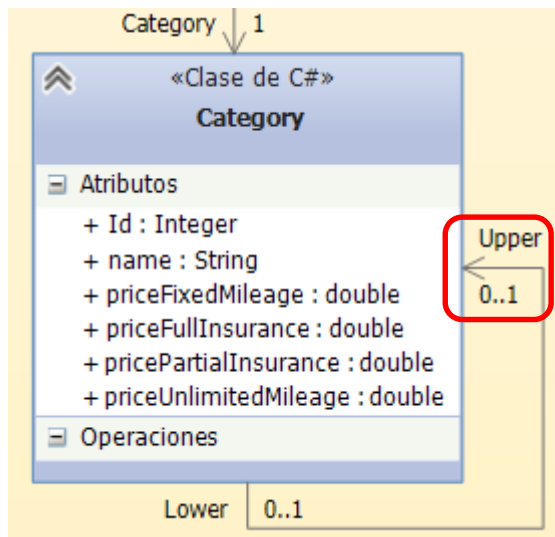 Category 1
«Clase de C#»
Category
Atributos
+ Id : Integer
+ name : String
+ priceFixedMileage : double
+ priceFullInsurance : double
+ pricePartialInsurance : double
+ priceUnlimitedMileage : double
Operaciones
Upper
0..1
Lower 0..1